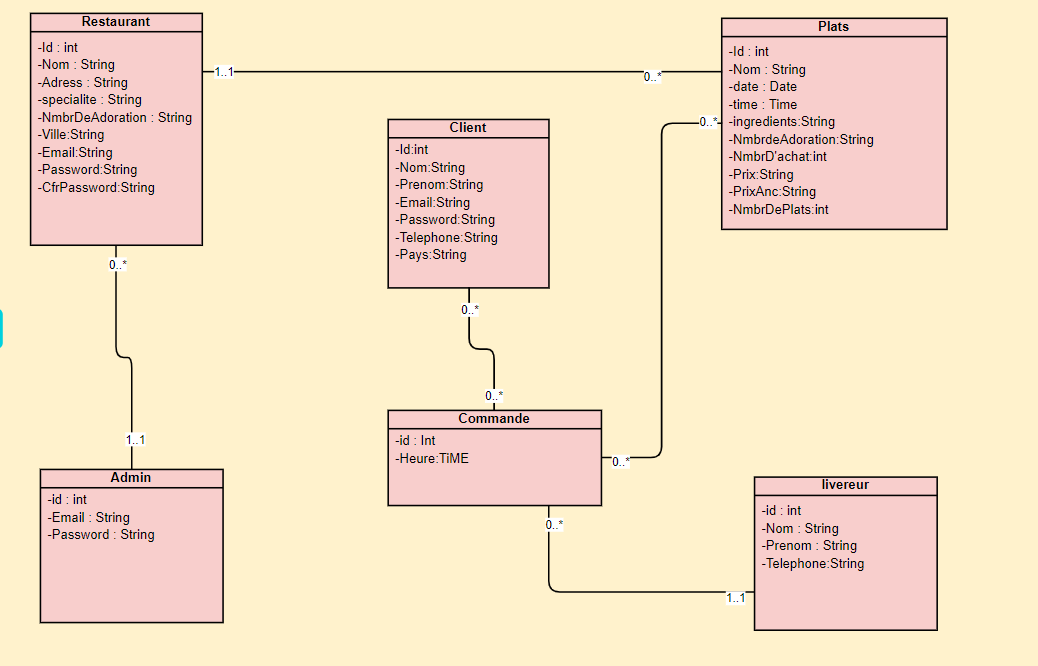 Restaurant
-Id : int
-Nom : String
-Adress : String
-specialite : String
-NmbrDeAdoration : String
-Ville:String
-Email:String
-Password:String
-CfrPassword:String
1..1
0..*
Plats
-Id : int
-Nom : String
-date : Date
-time : Time
-ingredients:String
-NmbrdeAdoration:String
-NmbrD'achat:int
-Prix:String
-PrixAnc:String
-NmbrDePlats:int
0..*
Client
-Id:int
-Nom:String
-Prenom:String
-Email:String
-Password:String
-Telephone:String
-Pays:String
0..*
0..*
0..*
1..1
Commande
-id : Int
-Heure:TiME
0..*
0..*
1..1
Admin
-id : int
-Email : String
-Password : String
livereur
-id : int
-Nom : String
-Prenom : String
-Telephone:String